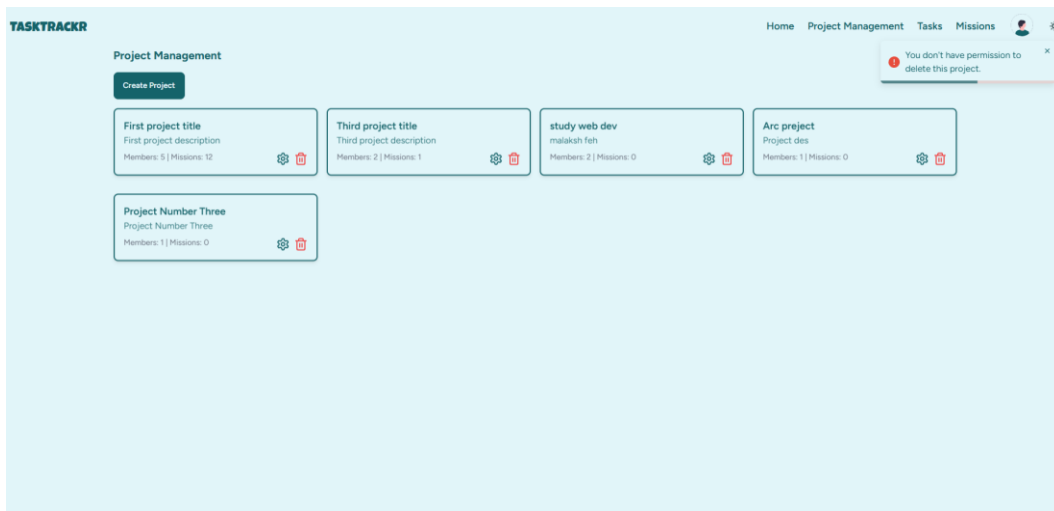 TASKTRACKR
Home Project Management Tasks Missions
You don't have permission to
delete this project.
Project Management
Create Project
First project title
First project description
Members: 5 | Missions: 12
Third project title
Third project description
Members: 2 | Missions: 1
study web dev
malaksh feh
Members: 2 | Missions: 0
Arc preject
Project des
Members: 1 | Missions: 0
Project Number Three
Project Number Three
Members: 1 | Missions: 0